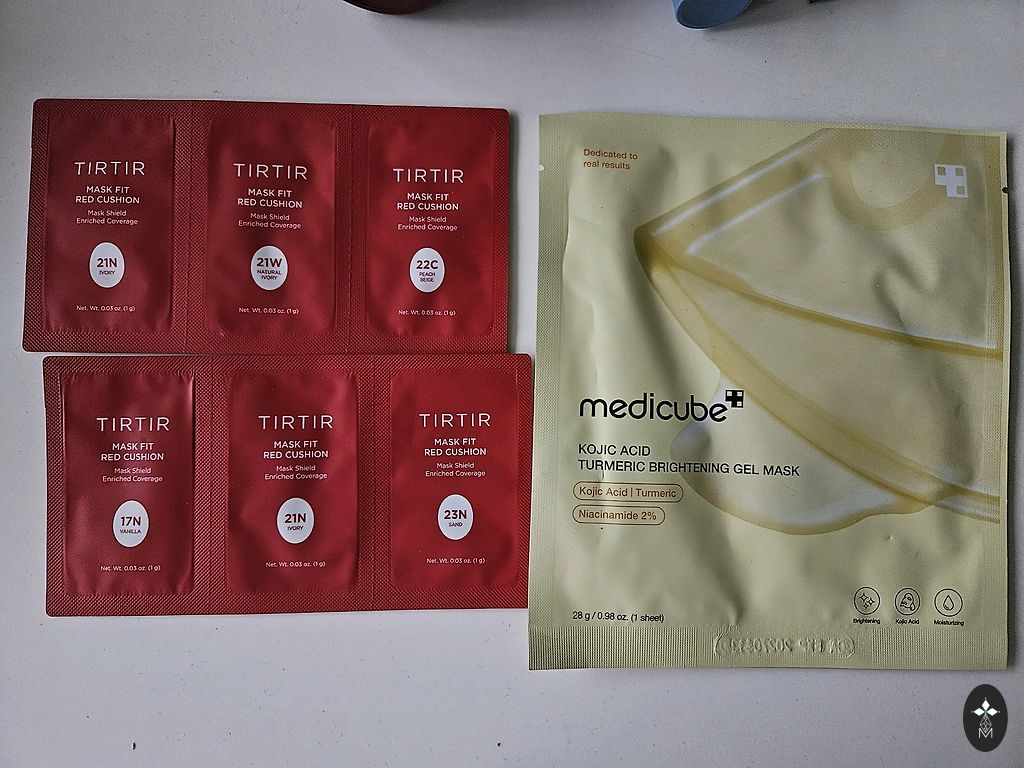 TIRTIR
MASK FIT
RED CUSHION
Mask Shield
Enriched Coverage
21N
IVORY
Net. Wt. 0.03 oz. (1 g)
TIRTIR
MASK FIT
RED CUSHION
Mask Shield
Enriched Coverage
21W
NATURAL
IVORY
Net. Wt. 0.03 oz. (1 g)
TIRTIR
MASK FIT
RED CUSHION
Mask Shield
Enriched Coverage
22C
PEACH
BEIGE
Net. Wt. 0.03 oz. (1 g)
TIRTIR
MASK FIT
RED CUSHION
Mask Shield
Enriched Coverage
17N
VANILLA
Net. Wt. 0.03 oz. (1 g)
TIRTIR
MASK FIT
RED CUSHION
Mask Shield
Enriched Coverage
21N
IVORY
Net. Wt. 0.03 oz. (1 g)
TIRTIR
MASK FIT
RED CUSHION
Mask Shield
Enriched Coverage
23N
SAND
Net. Wt. 0.03 oz. (1 g)
Dedicated to
real results
medicube
KOJIC ACID
TURMERIC BRIGHTENING GEL MASK
Kojic Acid | Turmeric
Niacinamide 2%
28 g / 0.98 oz. (1 sheet)
Brightening Kojic Acid Moisturizing
M